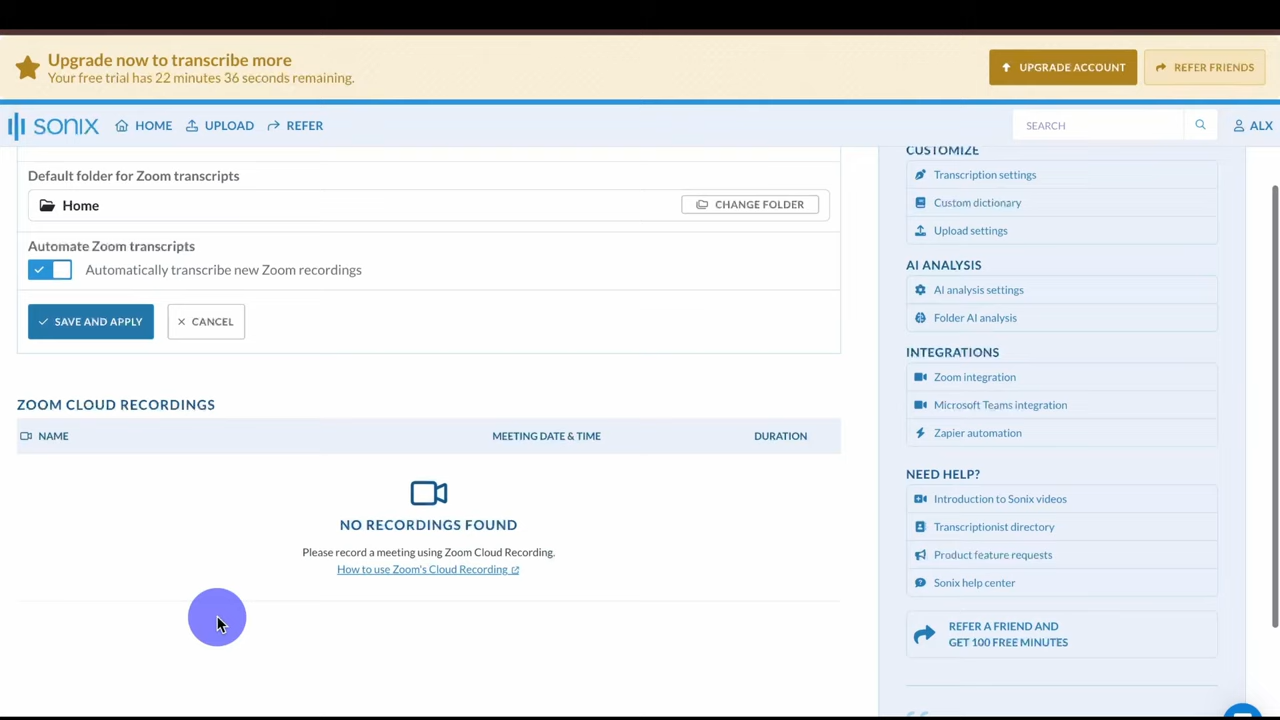 Upgrade now to transcribe more
Your free trial has 22 minutes 36 seconds remaining.
UPGRADE ACCOUNT
REFER FRIENDS
SONIX
HOME
UPLOAD
REFER
SEARCH
ALX
Default folder for Zoom transcripts
Home
CHANGE FOLDER
Automate Zoom transcripts
Automatically transcribe new Zoom recordings
SAVE AND APPLY
CANCEL
ZOOM CLOUD RECORDINGS
NAME
MEETING DATE & TIME
DURATION
NO RECORDINGS FOUND
Please record a meeting using Zoom Cloud Recording.
How to use Zoom's Cloud Recording
CUSTOMIZE
Transcription settings
Custom dictionary
Upload settings
AI ANALYSIS
AI analysis settings
Folder AI analysis
INTEGRATIONS
Zoom integration
Microsoft Teams integration
Zapier automation
NEED HELP?
Introduction to Sonix videos
Transcriptionist directory
Product feature requests
Sonix help center
REFER A FRIEND AND
GET 100 FREE MINUTES